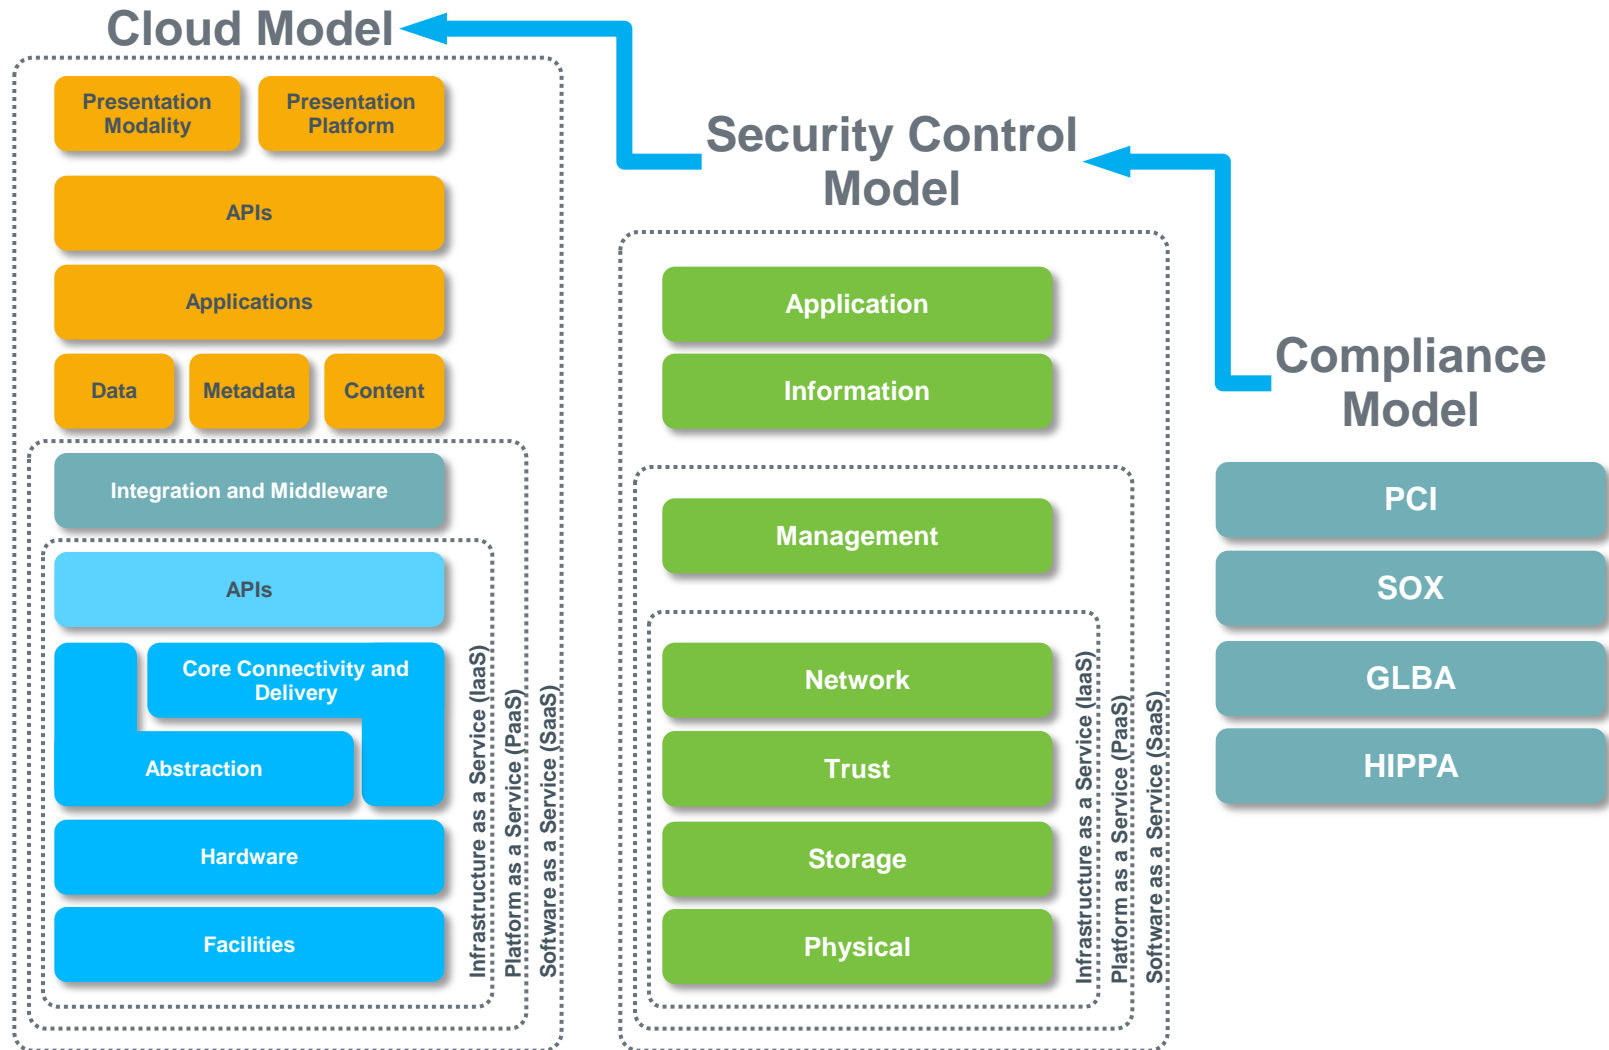 Cloud Model
Presentation
Modality
Presentation
Platform
APIs
Applications
Data
Metadata
Content
Integration and Middleware
APIs
Core Connectivity and
Delivery
Abstraction
Hardware
Facilities
Infrastructure as a Service (IaaS)
Platform as a Service (PaaS)
Software as a Service (SaaS)
Security Control
Model
Application
Information
Management
Network
Trust
Storage
Physical
Infrastructure as a Service (IaaS)
Platform as a Service (PaaS)
Software as a Service (SaaS)
Compliance
Model
PCI
SOX
GLBA
HIPPA